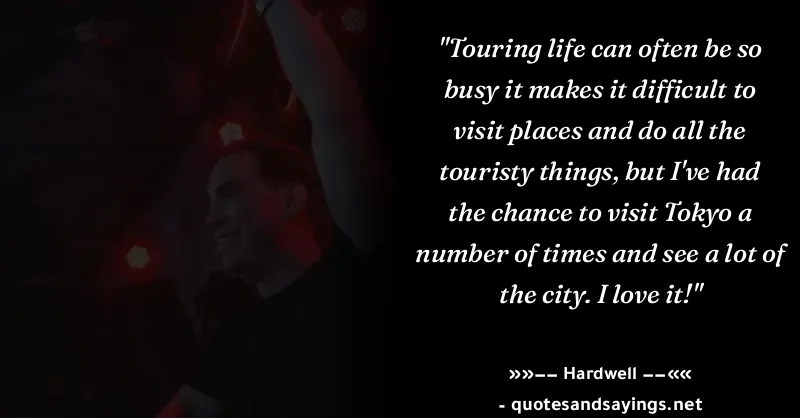 "Touring life can often be so
busy it makes it difficult to
visit places and do all the
touristy things, but I've had
the chance to visit Tokyo a
number of times and see a lot of
the city. I love it!"
»»−− Hardwell −−««
- quotesandsayings.net